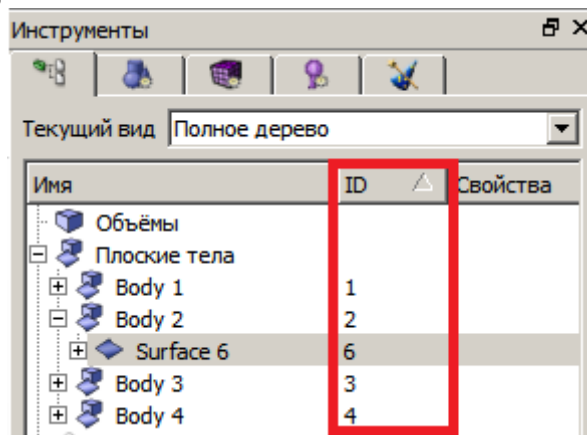 Инструменты
Текущий вид Полное дерево
Имя ID Свойства
Объёмы
Плоские тела
Body 1 1
Body 2 2
Surface 6 6
Body 3 3
Body 4 4